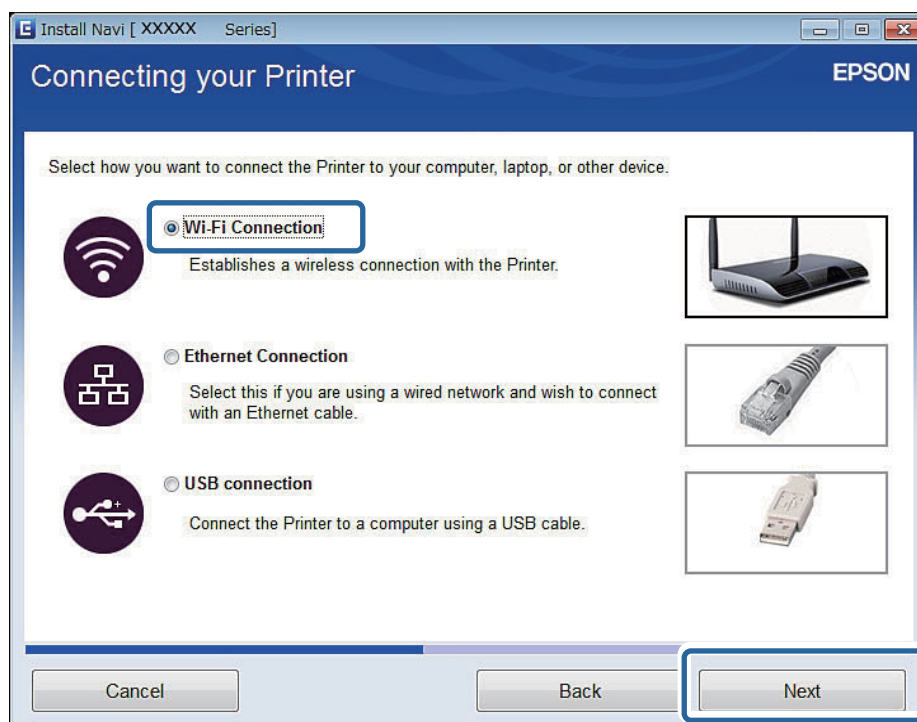 Install Navi [ XXXXX Series]
Connecting your Printer
EPSON
Select how you want to connect the Printer to your computer, laptop, or other device.
Wi-Fi Connection
Establishes a wireless connection with the Printer.
Ethernet Connection
Select this if you are using a wired network and wish to connect
with an Ethernet cable.
USB connection
Connect the Printer to a computer using a USB cable.
Cancel
Back
Next